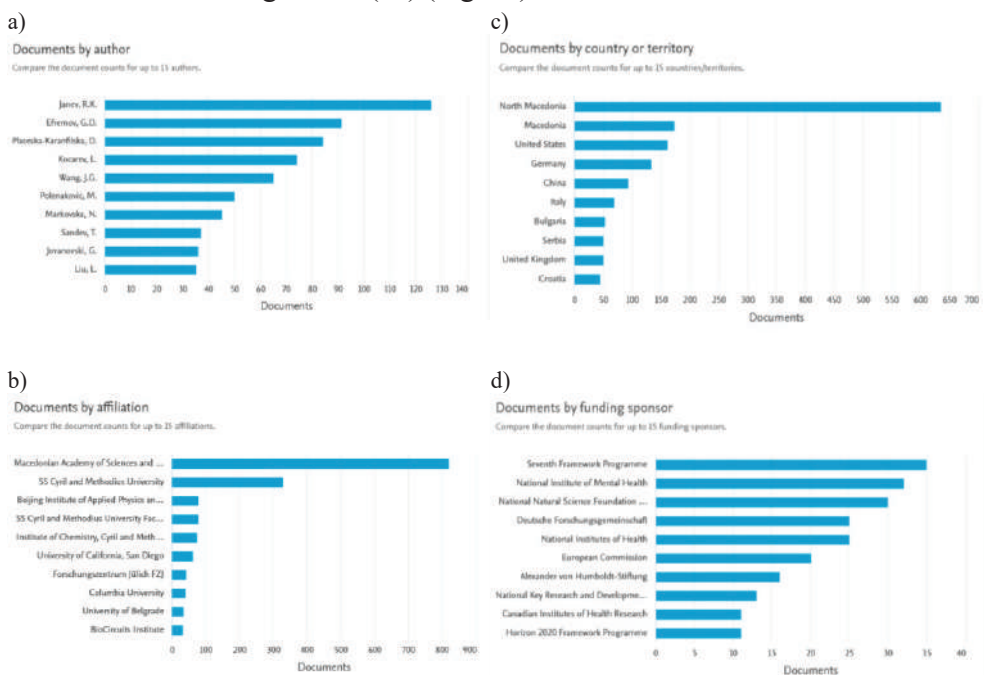 a)
Documents by author
Compare the document counts for up to 15 authors.
Janev, R.K.
Efremov, G.D.
Plaseska-Karanfilska, D.
Kocarev, L.
Wang, J.G.
Polenakovic, M.
Markovska, N.
Sandev, T.
Jovanovski, G.
Liu, L.
0 10 20 30 40 50 60 70 80 90 100 110 120 130 140
Documents
b)
Documents by affiliation
Compare the document counts for up to 15 affiliations.
Macedonian Academy of Sciences and ...
SS Cyril and Methodius University
Beijing Institute of Applied Physics an...
SS Cyril and Methodius University Fac...
Institute of Chemistry, Cyril and Meth...
University of California, San Diego
Forschungszentrum Jülich FZJ
Columbia University
University of Belgrade
BioCircuits Institute
0 100 200 300 400 500 600 700 800 900
Documents
c)
Documents by country or territory
Compare the document counts for up to 15 countries/territories.
North Macedonia
Macedonia
United States
Germany
China
Italy
Bulgaria
Serbia
United Kingdom
Croatia
0 50 100 150 200 250 300 350 400 450 500 550 600 650 700
Documents
d)
Documents by funding sponsor
Compare the document counts for up to 15 funding sponsors.
Seventh Framework Programme
National Institute of Mental Health
National Natural Science Foundation ...
Deutsche Forschungsgemeinschaft
National Institutes of Health
European Commission
Alexander von Humboldt-Stiftung
National Key Research and Developme...
Canadian Institutes of Health Research
Horizon 2020 Framework Programme
0 5 10 15 20 25 30 35 40
Documents